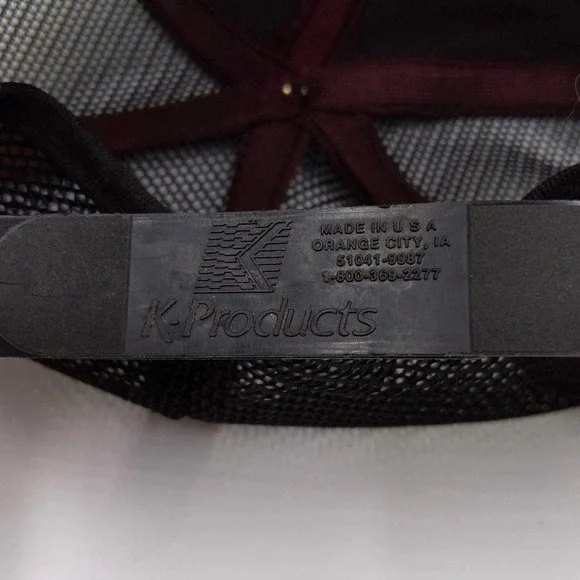 MADE IN U S A
ORANGE CITY, IA
51041-9987
1-800-369-2277
K-Products